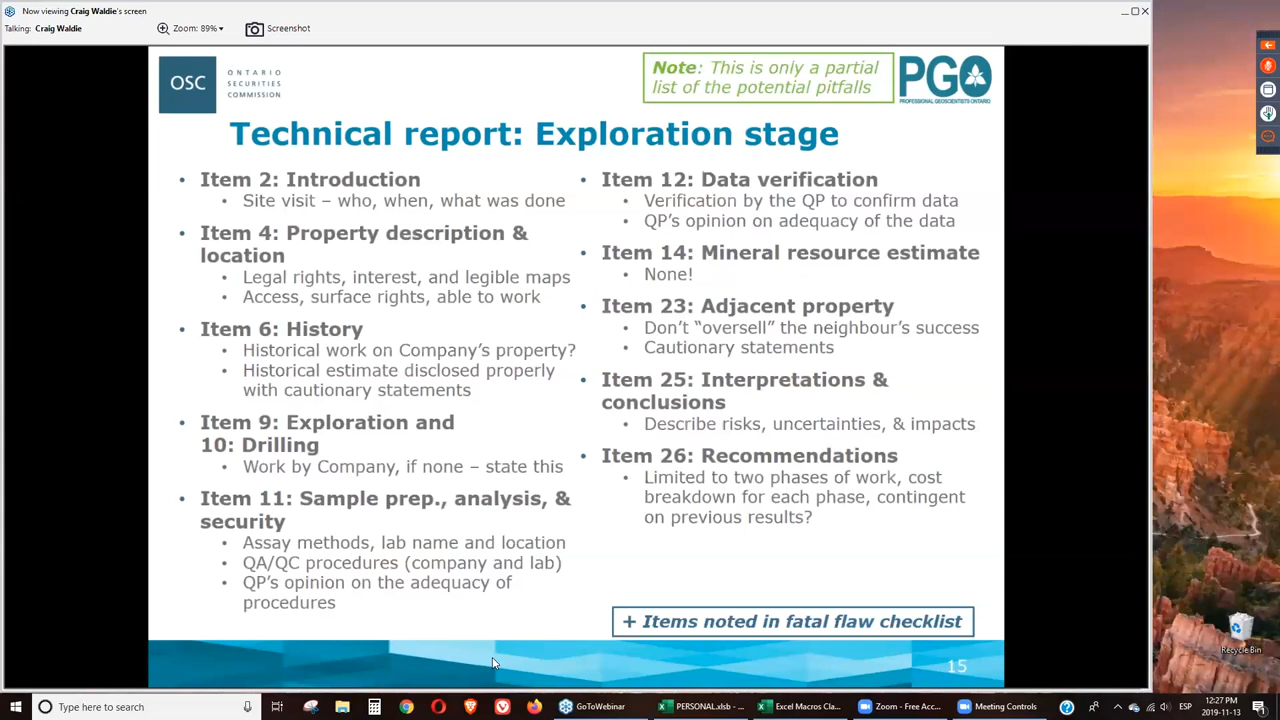 Now viewing Craig Waldie's screen
Talking: Craig Waldie
Zoom: 89%
Screenshot
OSC
ONTARIO
SECURITIES
COMMISSION
Note: This is only a partial
list of the potential pitfalls
PGO
PROFESSIONAL GEOSCIENTISTS ONTARIO
Technical report: Exploration stage
• Item 2: Introduction
• Site visit – who, when, what was done
• Item 4: Property description &
location
• Legal rights, interest, and legible maps
• Access, surface rights, able to work
• Item 6: History
• Historical work on Company's property?
• Historical estimate disclosed properly
with cautionary statements
• Item 9: Exploration and
10: Drilling
• Work by Company, if none – state this
• Item 11: Sample prep., analysis, &
security
• Assay methods, lab name and location
• QA/QC procedures (company and lab)
• QP's opinion on the adequacy of
procedures
• Item 12: Data verification
• Verification by the QP to confirm data
• QP's opinion on adequacy of the data
• Item 14: Mineral resource estimate
• None!
• Item 23: Adjacent property
• Don't “oversell” the neighbour's success
• Cautionary statements
• Item 25: Interpretations &
conclusions
• Describe risks, uncertainties, & impacts
• Item 26: Recommendations
• Limited to two phases of work, cost
breakdown for each phase, contingent
on previous results?
+ Items noted in fatal flaw checklist
15
Recycle Bin
Type here to search
GoToWebinar
PERSONAL.xlsb - ...
Excel Macros Cla...
Zoom - Free Acc...
Meeting Controls
ESP
12:27 PM
2019-11-13